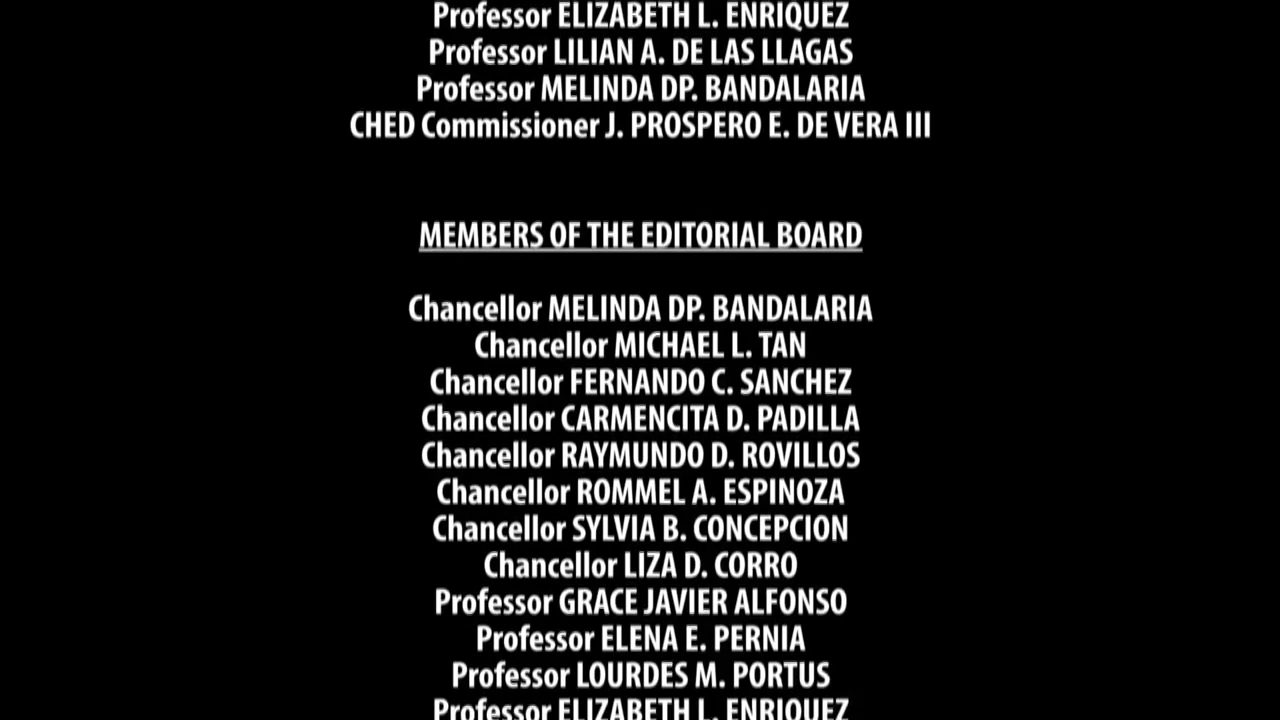 Professor ELIZABETH L. ENRIQUEZ
Professor LILIAN A. DE LAS LLAGAS
Professor MELINDA DP. BANDALARIA
CHED Commissioner J. PROSPERO E. DE VERA III
MEMBERS OF THE EDITORIAL BOARD
Chancellor MELINDA DP. BANDALARIA
Chancellor MICHAEL L. TAN
Chancellor FERNANDO C. SANCHEZ
Chancellor CARMENCITA D. PADILLA
Chancellor RAYMUNDO D. ROVILLOS
Chancellor ROMMEL A. ESPINOZA
Chancellor SYLVIA B. CONCEPCION
Chancellor LIZA D. CORRO
Professor GRACE JAVIER ALFONSO
Professor ELENA E. PERNIA
Professor LOURDES M. PORTUS
Professor ELIZABETH L. ENRIQUEZ